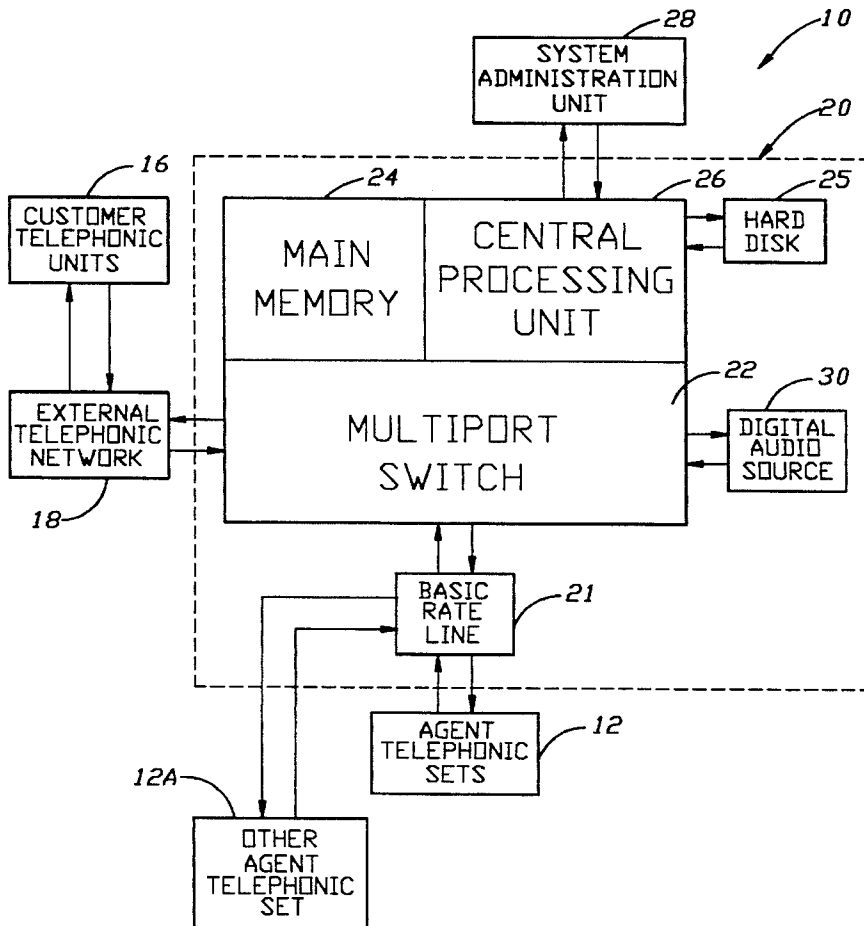 28
10
SYSTEM
ADMINISTRATION
UNIT
20
16
24
26
25
CUSTOMER
TELEPHONIC
UNITS
MAIN
MEMORY
CENTRAL
PROCESSING
UNIT
HARD
DISK
22
30
EXTERNAL
TELEPHONIC
NETWORK
MULTIPORT
SWITCH
DIGITAL
AUDIO
SOURCE
18
BASIC
RATE
LINE
21
AGENT
TELEPHONIC
SETS
12
12A
OTHER
AGENT
TELEPHONIC
SET